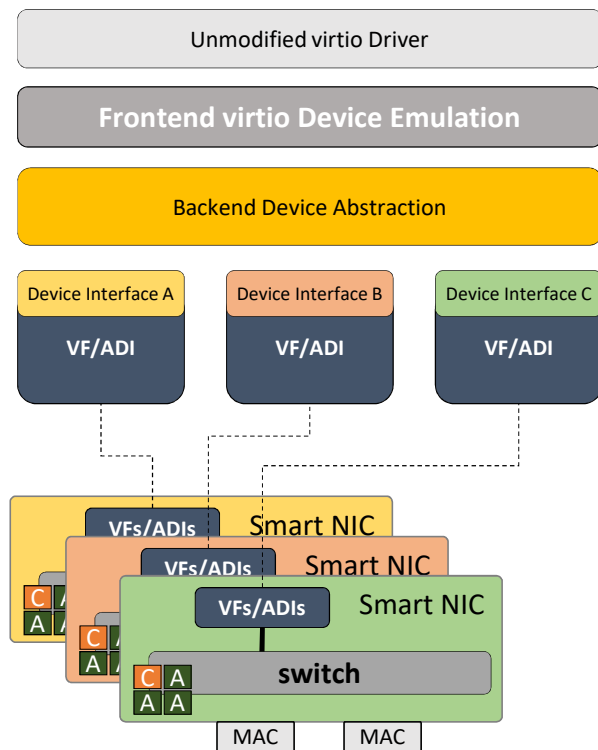 Unmodified virtio Driver
Frontend virtio Device Emulation
Backend Device Abstraction
Device Interface A
Device Interface B
Device Interface C
VF/ADI
VF/ADI
VF/ADI
VFs/ADIs
Smart NIC
VFs/ADIs
Smart NIC
C A
A A
VFs/ADIs
Smart NIC
C A
A A
switch
C A
A A
MAC
MAC